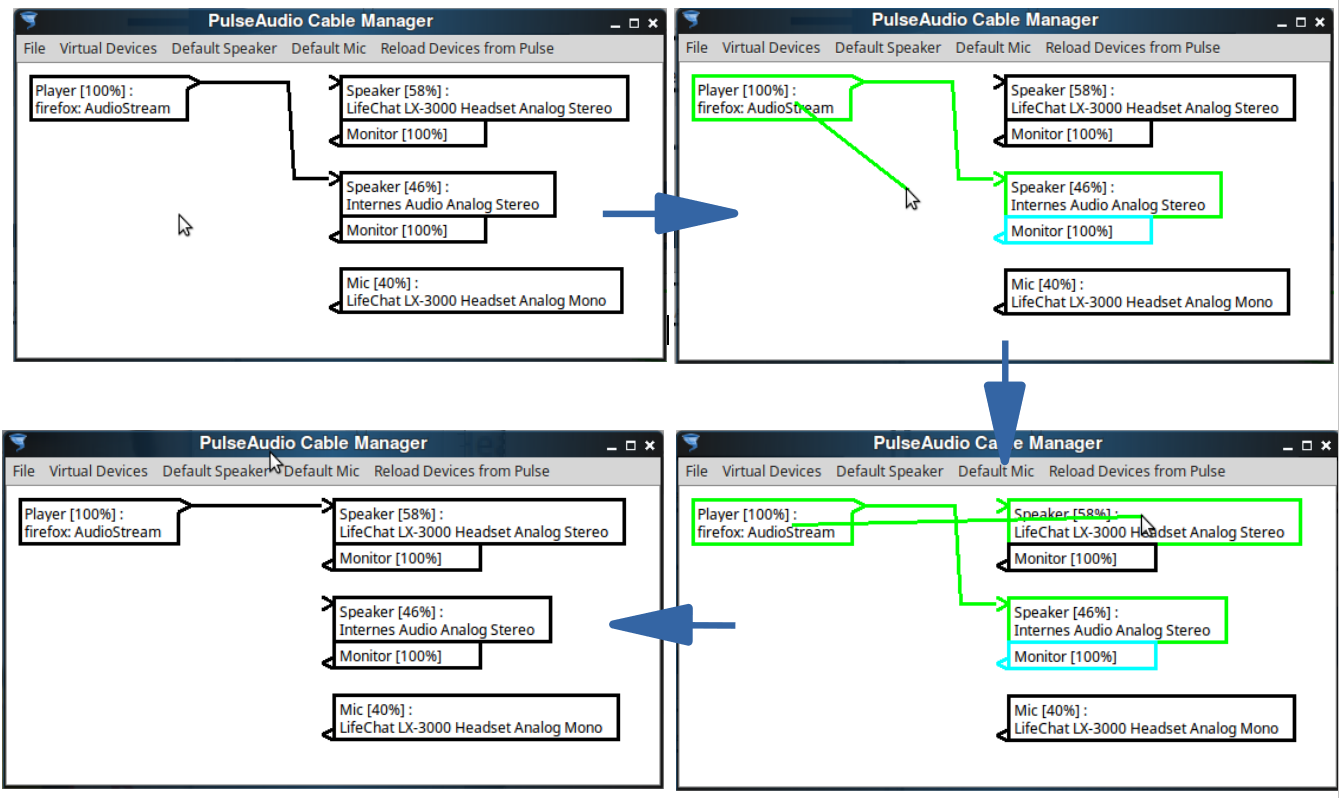 PulseAudio Cable Manager
File Virtual Devices Default Speaker Default Mic Reload Devices from Pulse
Player [100%] :
firefox: AudioStream
Speaker [58%] :
LifeChat LX-3000 Headset Analog Stereo
Monitor [100%]
Speaker [46%] :
Internes Audio Analog Stereo
Monitor [100%]
Mic [40%] :
LifeChat LX-3000 Headset Analog Mono
PulseAudio Cable Manager
File Virtual Devices Default Speaker Default Mic Reload Devices from Pulse
Player [100%] :
firefox: AudioStream
Speaker [58%] :
LifeChat LX-3000 Headset Analog Stereo
Monitor [100%]
Speaker [46%] :
Internes Audio Analog Stereo
Monitor [100%]
Mic [40%] :
LifeChat LX-3000 Headset Analog Mono
PulseAudio Cable Manager
File Virtual Devices Default Speaker Default Mic Reload Devices from Pulse
Player [100%] :
firefox: AudioStream
Speaker [58%] :
LifeChat LX-3000 Headset Analog Stereo
Monitor [100%]
Speaker [46%] :
Internes Audio Analog Stereo
Monitor [100%]
Mic [40%] :
LifeChat LX-3000 Headset Analog Mono
PulseAudio Cable Manager
File Virtual Devices Default Speaker Default Mic Reload Devices from Pulse
Player [100%] :
firefox: AudioStream
Speaker [58%] :
LifeChat LX-3000 Headset Analog Stereo
Monitor [100%]
Speaker [46%] :
Internes Audio Analog Stereo
Monitor [100%]
Mic [40%] :
LifeChat LX-3000 Headset Analog Mono